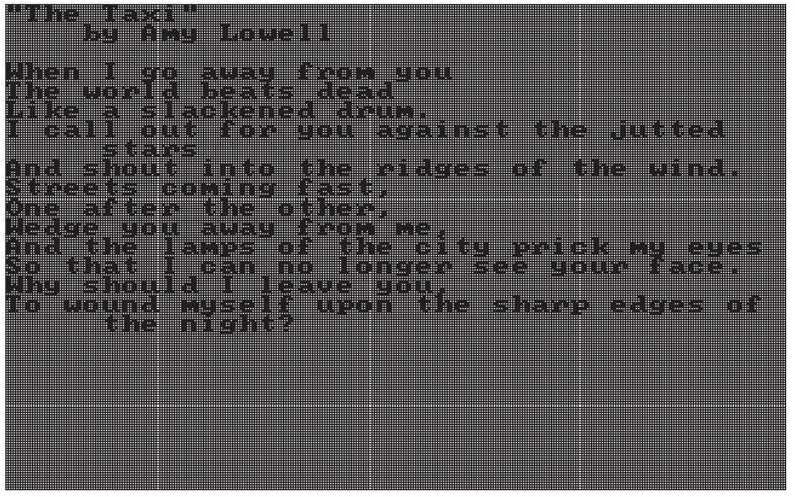 "The Taxi"
by Amy Lowell
When I go away from you
The world beats dead
Like a slackened drum.
I call out for you against the jutted
stars
And shout into the ridges of the wind.
Streets coming fast,
One after the other,
Wedge you away from me,
And the lamps of the city prick my eyes
So that I can no longer see your face.
Why should I leave you,
To wound myself upon the sharp edges of
the night?